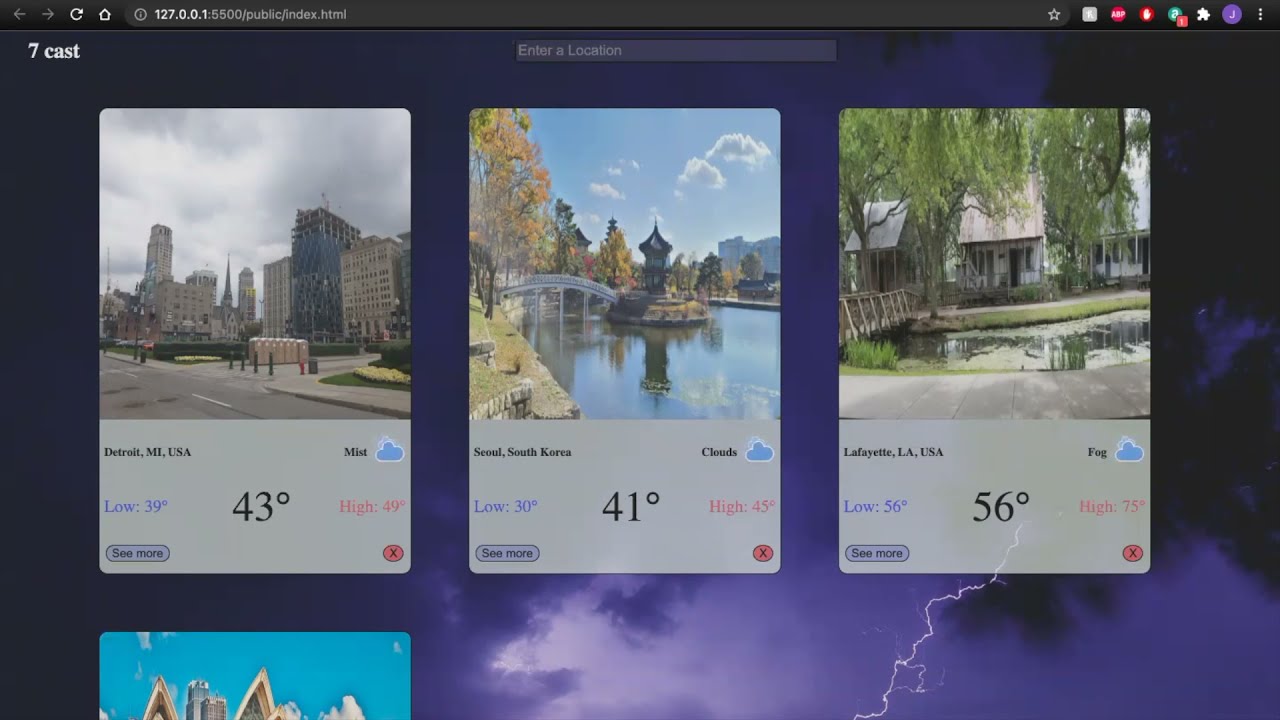 127.0.0.1:5500/public/index.html
ABP
1
J
7 cast
Enter a Location
Detroit, MI, USA
Mist
Low: 39°
43°
High: 49°
See more
X
Seoul, South Korea
Clouds
Low: 30°
41°
High: 45°
See more
X
Lafayette, LA, USA
Fog
Low: 56°
56°
High: 75°
See more
X